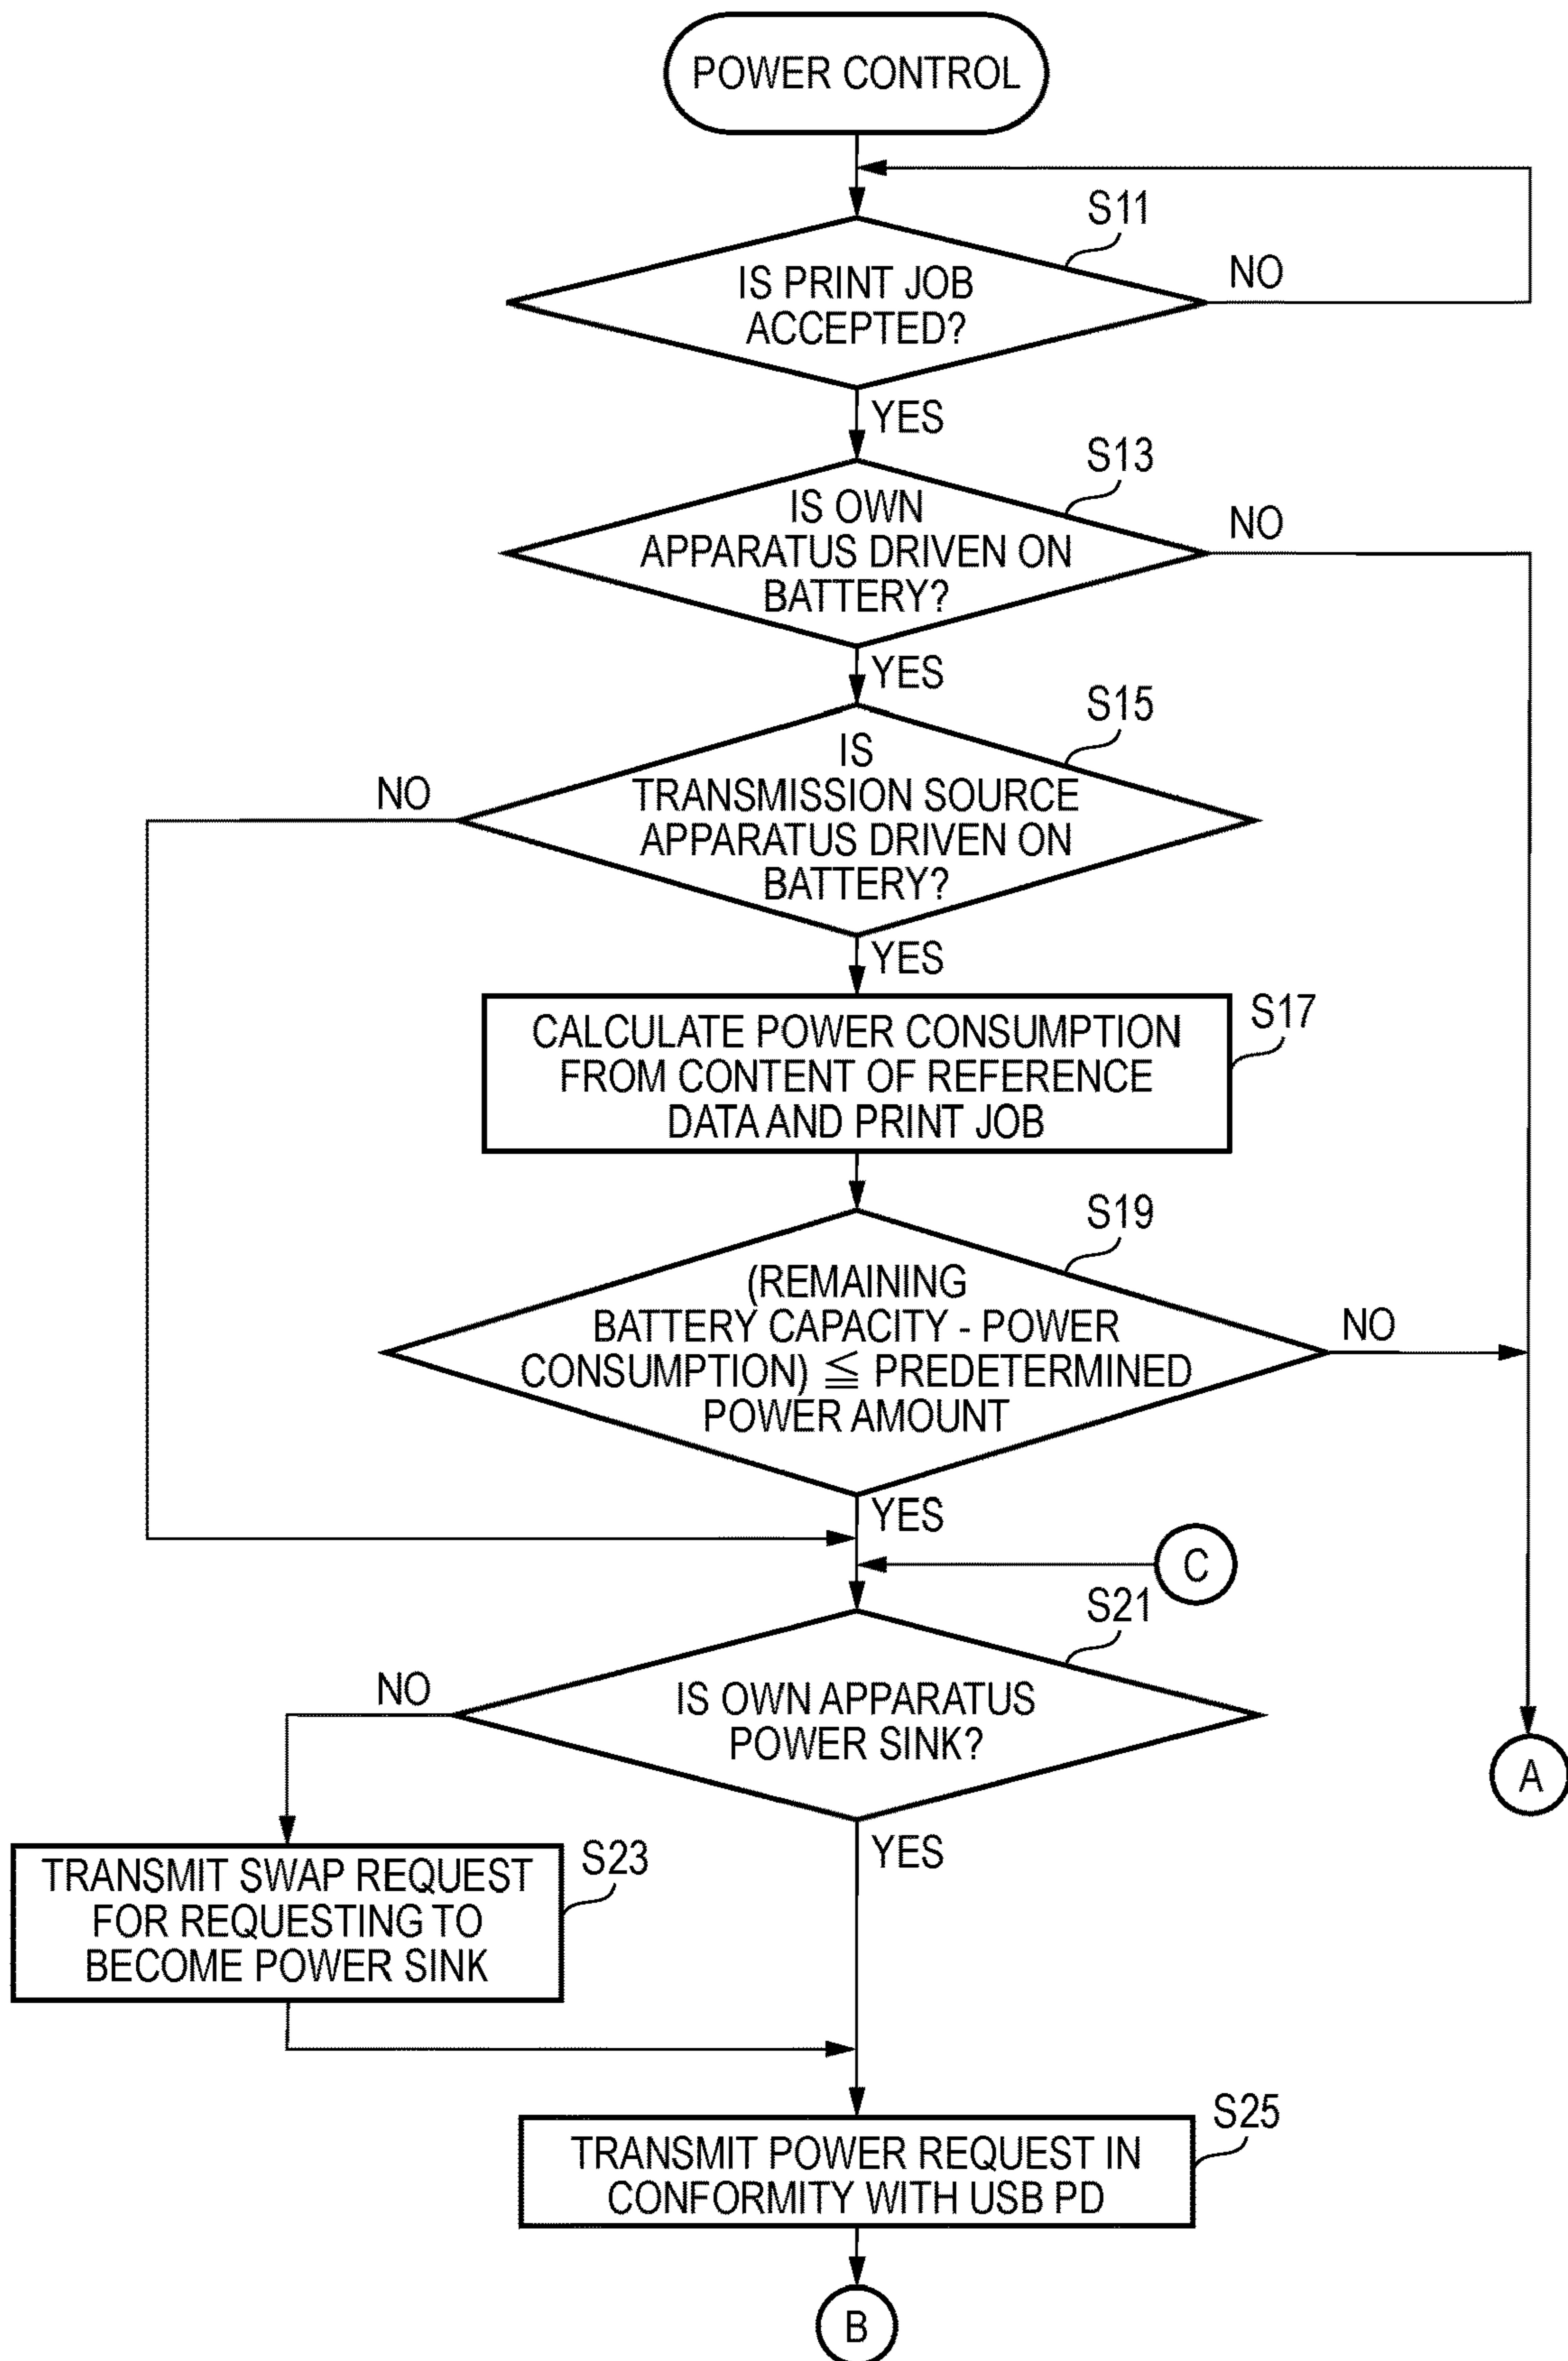 POWER CONTROL
S11
IS PRINT JOB
ACCEPTED?
NO
YES
S13
IS OWN
APPARATUS DRIVEN ON
BATTERY?
NO
YES
S15
IS
TRANSMISSION SOURCE
APPARATUS DRIVEN ON
BATTERY?
NO
YES
S17
CALCULATE POWER CONSUMPTION
FROM CONTENT OF REFERENCE
DATA AND PRINT JOB
S19
(REMAINING
BATTERY CAPACITY - POWER
CONSUMPTION) ≦ PREDETERMINED
POWER AMOUNT
NO
YES
C
S21
IS OWN APPARATUS
POWER SINK?
NO
A
YES
S23
TRANSMIT SWAP REQUEST
FOR REQUESTING TO
BECOME POWER SINK
S25
TRANSMIT POWER REQUEST IN
CONFORMITY WITH USB PD
B